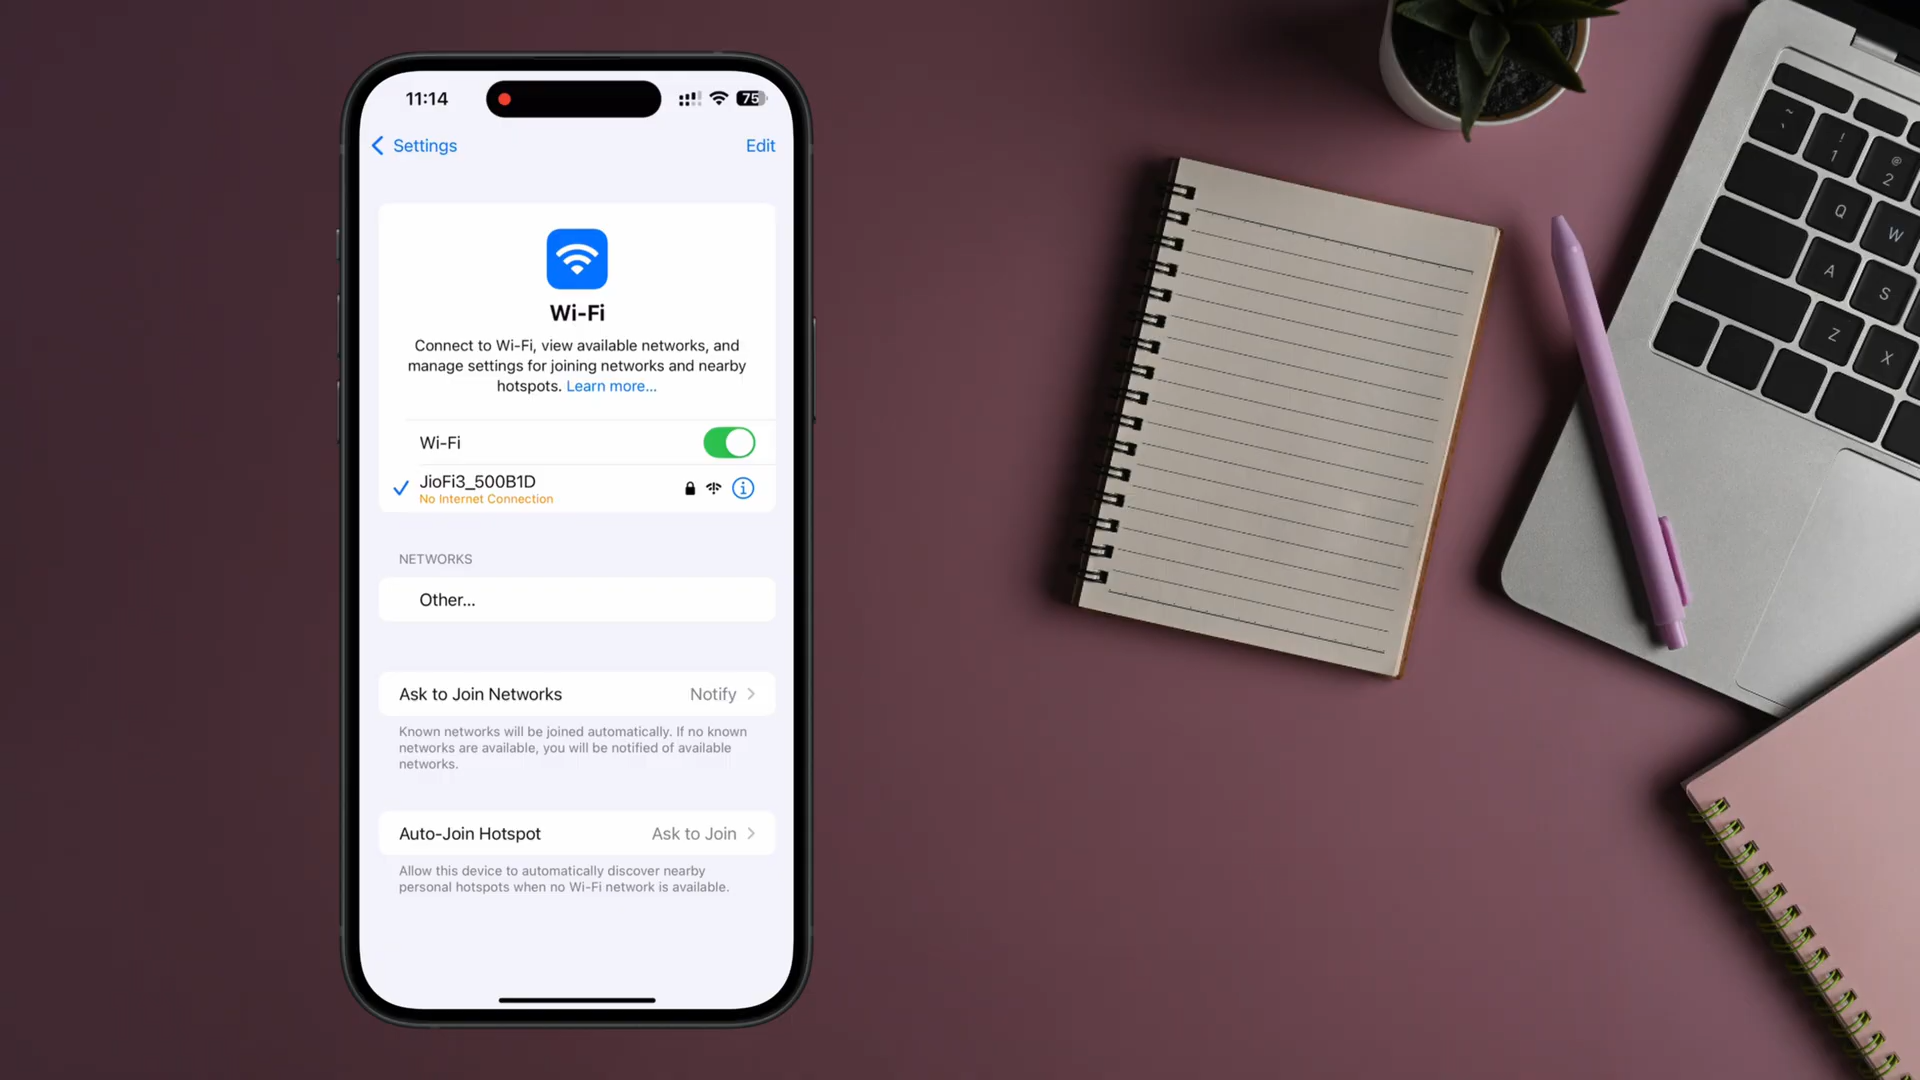 11:14
75
Settings
Edit
Wi-Fi
Connect to Wi-Fi, view available networks, and
manage settings for joining networks and nearby
hotspots. Learn more...
Wi-Fi
JioFi3_500B1D
No Internet Connection
NETWORKS
Other...
Ask to Join Networks
Notify
Known networks will be joined automatically. If no known
networks are available, you will be notified of available
networks.
Auto-Join Hotspot
Ask to Join
Allow this device to automatically discover nearby
personal hotspots when no Wi-Fi network is available.
~
`
!
1
@
2
Q
W
A
S
Z
X